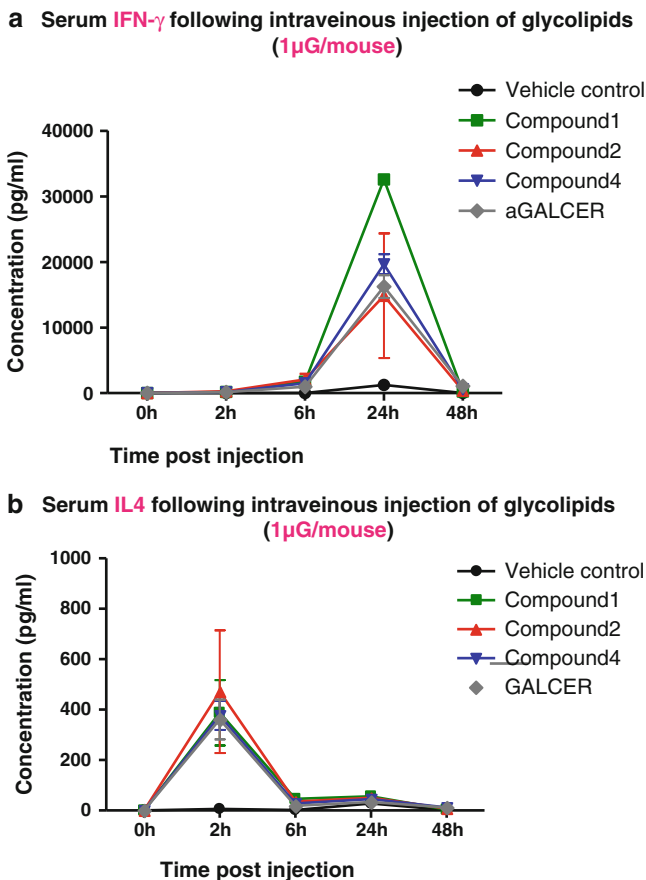 a Serum IFN-γ following intraveinous injection of glycolipids
(1µG/mouse)
Vehicle control
Compound1
Compound2
Compound4
aGALCER
Concentration (pg/ml)
40000
30000
20000
10000
0
0h 2h 6h 24h 48h
Time post injection
b Serum IL4 following intraveinous injection of glycolipids
(1µG/mouse)
Vehicle control
Compound1
Compound2
Compound4
GALCER
Concentration (pg/ml)
1000
800
600
400
200
0
0h 2h 6h 24h 48h
Time post injection